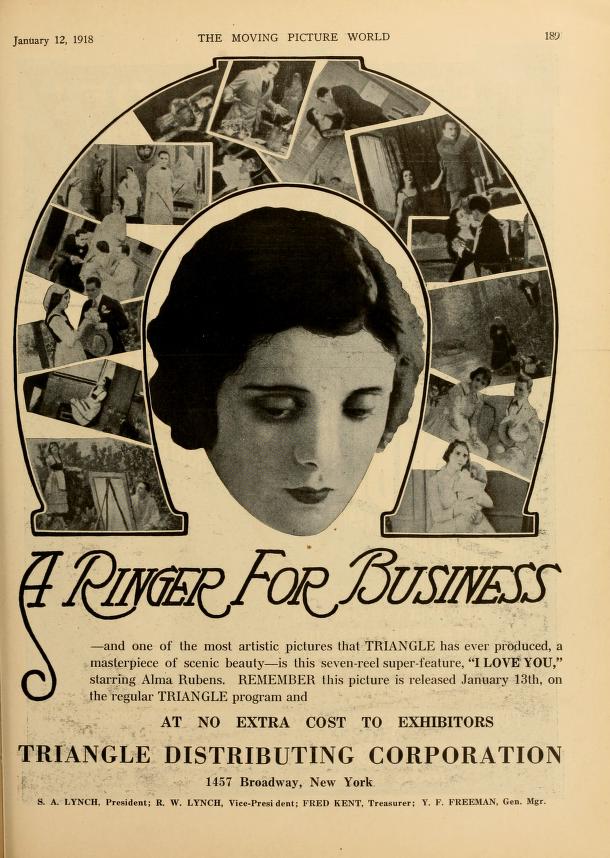 January 12, 1918 THE MOVING PICTURE WORLD 189
A RINGER FOR BUSINESS
—and one of the most artistic pictures that TRIANGLE has ever produced, a
masterpiece of scenic beauty—is this seven-reel super-feature, “I LOVE YOU,”
starring Alma Rubens. REMEMBER this picture is released January 13th, on
the regular TRIANGLE program and
AT NO EXTRA COST TO EXHIBITORS
TRIANGLE DISTRIBUTING CORPORATION
1457 Broadway, New York
S. A. LYNCH, President; R. W. LYNCH, Vice-President; FRED KENT, Treasurer; Y. F. FREEMAN, Gen. Mgr.